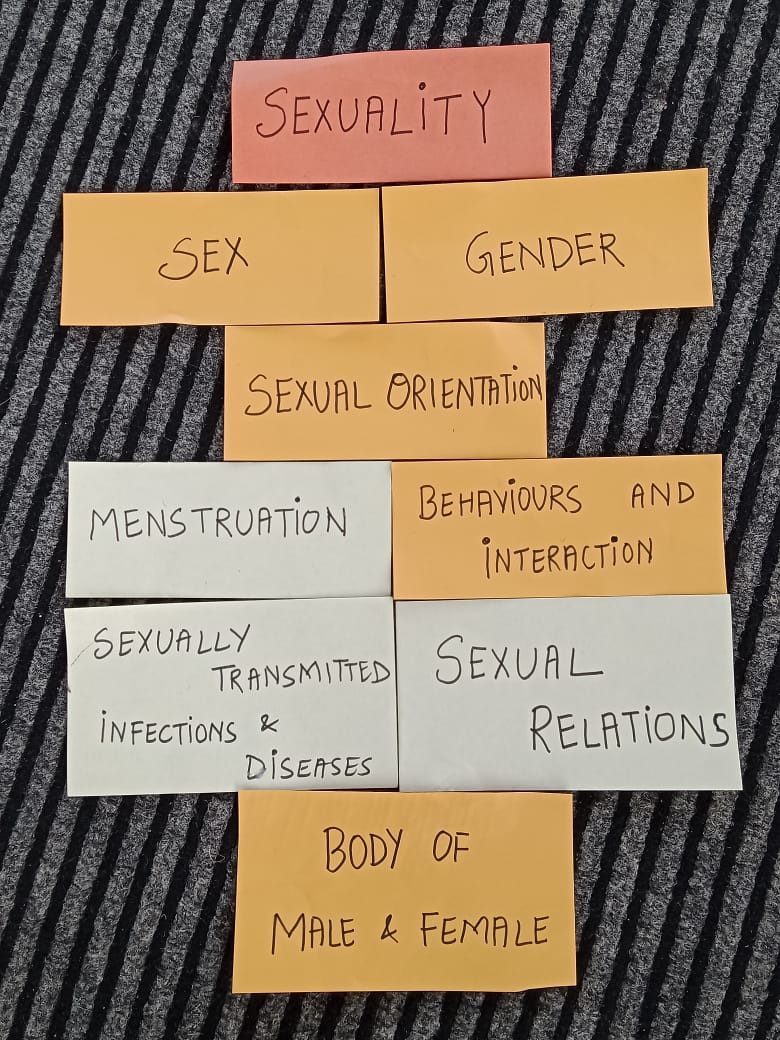 SEXUALITY
SEX
GENDER
SEXUAL ORIENTATION
MENSTRUATION
BEHAVIOURS AND
INTERACTION
SEXUALLY
TRANSMITTED
INFECTIONS &
DISEASES
SEXUAL
RELATIONS
BODY OF
MALE & FEMALE